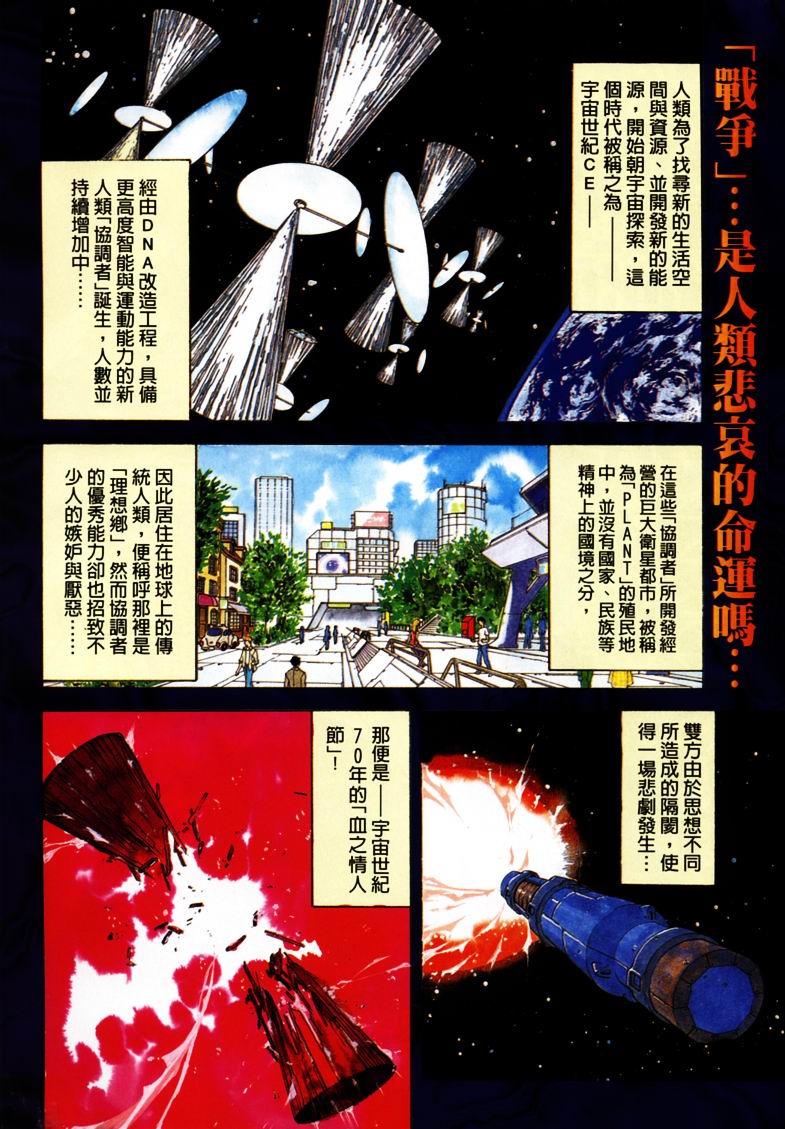 「戰爭」…是人類悲哀的命運嗎…
人類為了找尋新的生活空
間與資源、並開發新的能
源，開始朝宇宙探索，這
個時代被稱之為——
宇宙世紀CE——
經由DNA改造工程，具備
更高度智能與運動能力的新
人類「協調者」誕生，人數並
持續增加中……
在這些「協調者」所開發經
營的巨大衛星都市，被稱
為「PLANT」的殖民地
中，並沒有國家、民族等
精神上的國境之分，
因此居住在地球上的傳
統人類，便稱呼那裡是
「理想鄉」，然而協調者
的優秀能力卻也招致不
少人的嫉妒與厭惡……
雙方由於思想不同
所造成的隔閡，使
得一場悲劇發生…
那便是——宇宙世紀
70年的「血之情人
節」！